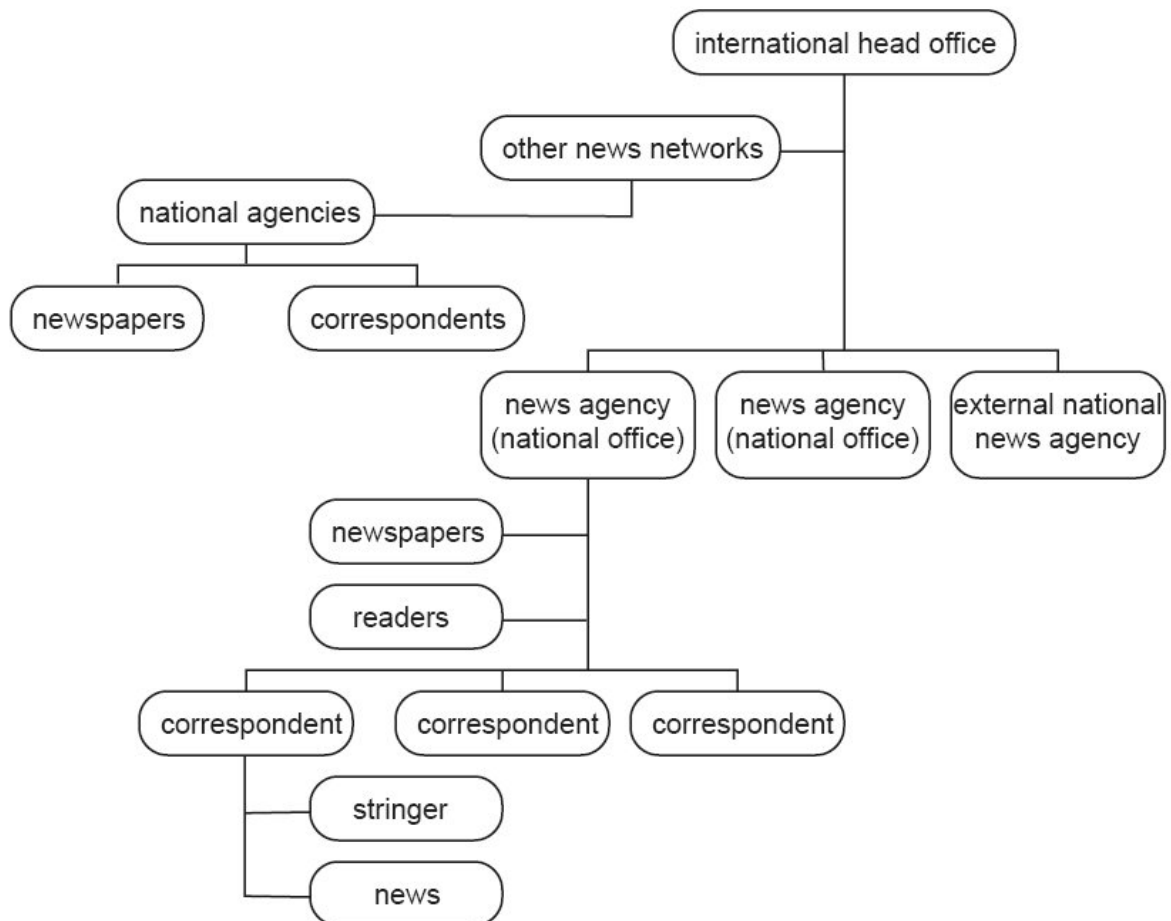 international head office
other news networks
national agencies
newspapers
correspondents
news agency
(national office)
news agency
(national office)
external national
news agency
newspapers
readers
correspondent
correspondent
correspondent
stringer
news